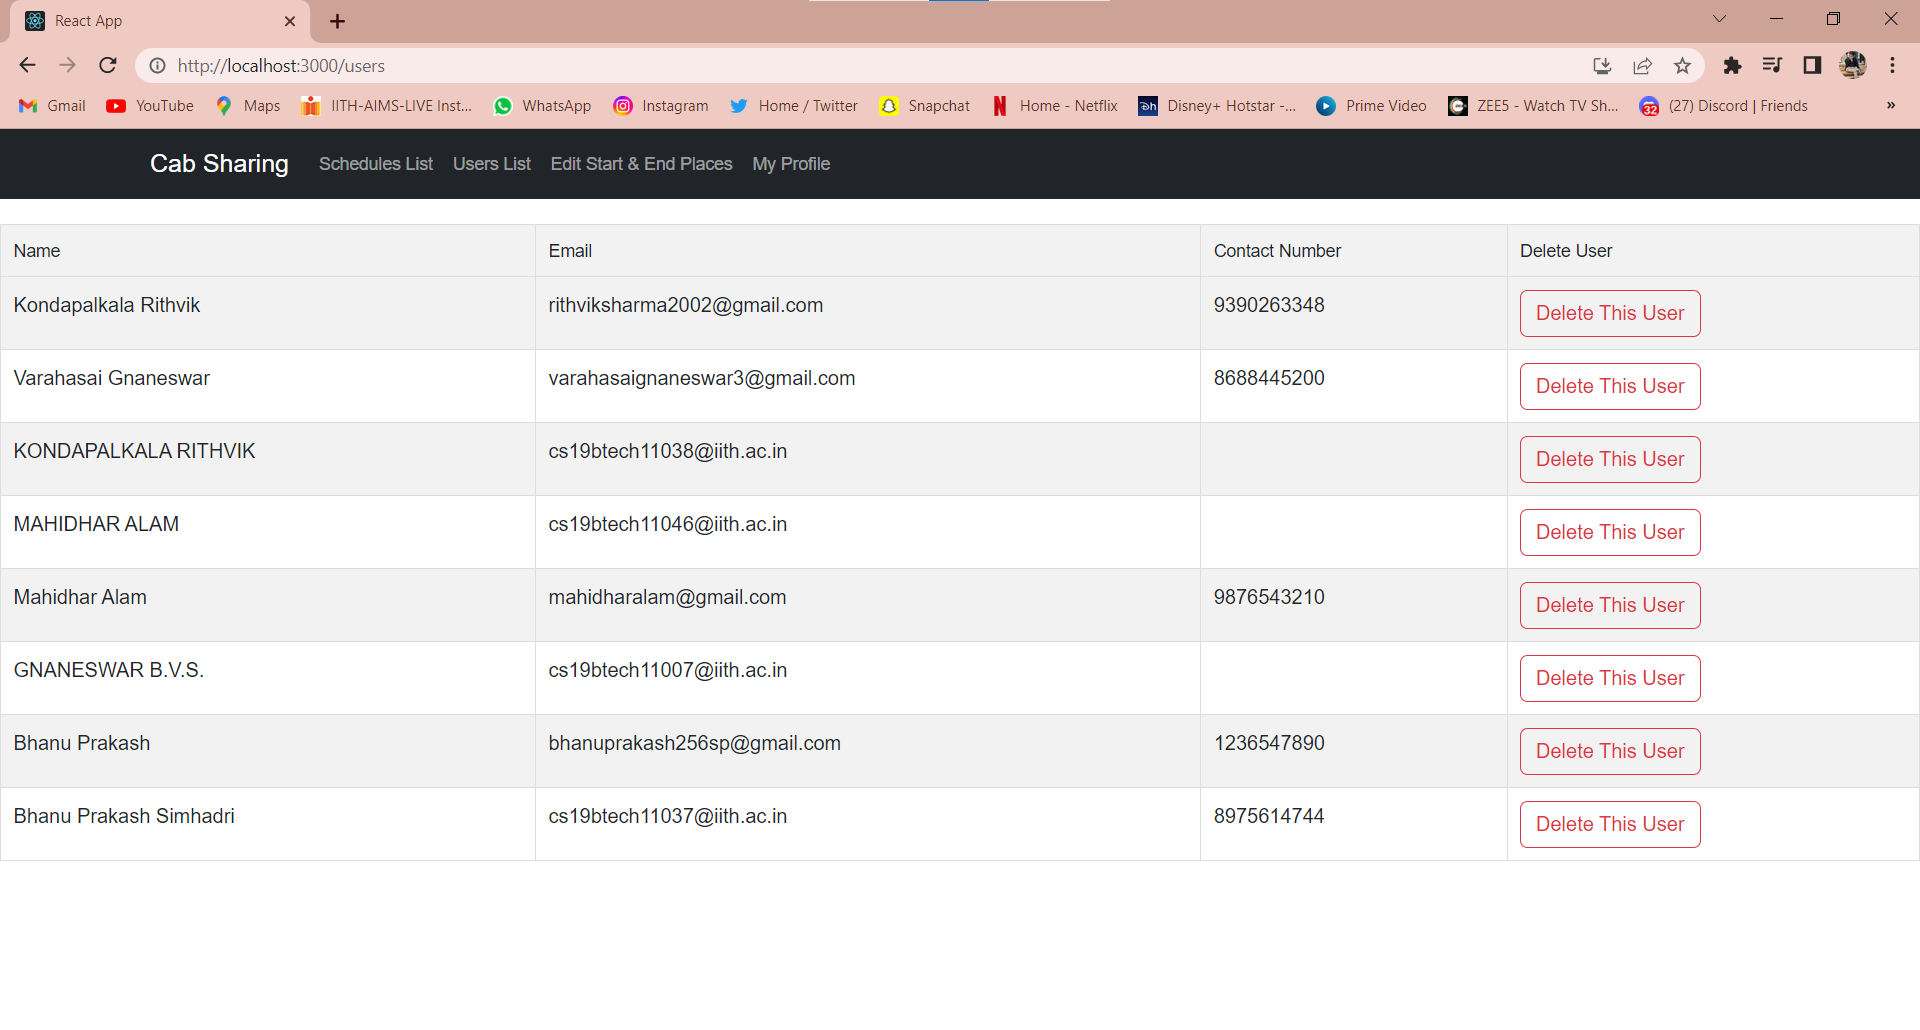 React App
http://localhost:3000/users
Gmail YouTube Maps IITH-AIMS-LIVE Inst... WhatsApp Instagram Home / Twitter Snapchat Home - Netflix Disney+ Hotstar -... Prime Video ZEE5 - Watch TV Sh... (27) Discord | Friends »
Cab Sharing Schedules List Users List Edit Start & End Places My Profile
Name Email Contact Number Delete User
Kondapalkala Rithvik rithviksharma2002@gmail.com 9390263348 Delete This User
Varahasai Gnaneswar varahasaignaneswar3@gmail.com 8688445200 Delete This User
KONDAPALKALA RITHVIK cs19btech11038@iith.ac.in Delete This User
MAHIDHAR ALAM cs19btech11046@iith.ac.in Delete This User
Mahidhar Alam mahidharalam@gmail.com 9876543210 Delete This User
GNANESWAR B.V.S. cs19btech11007@iith.ac.in Delete This User
Bhanu Prakash bhanuprakash256sp@gmail.com 1236547890 Delete This User
Bhanu Prakash Simhadri cs19btech11037@iith.ac.in 8975614744 Delete This User